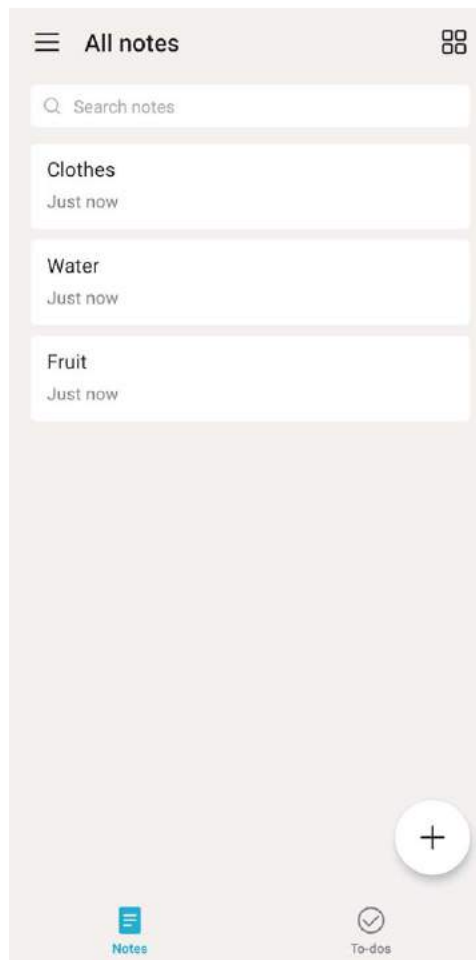 All notes
Search notes
Clothes
Just now
Water
Just now
Fruit
Just now
Notes
To-dos